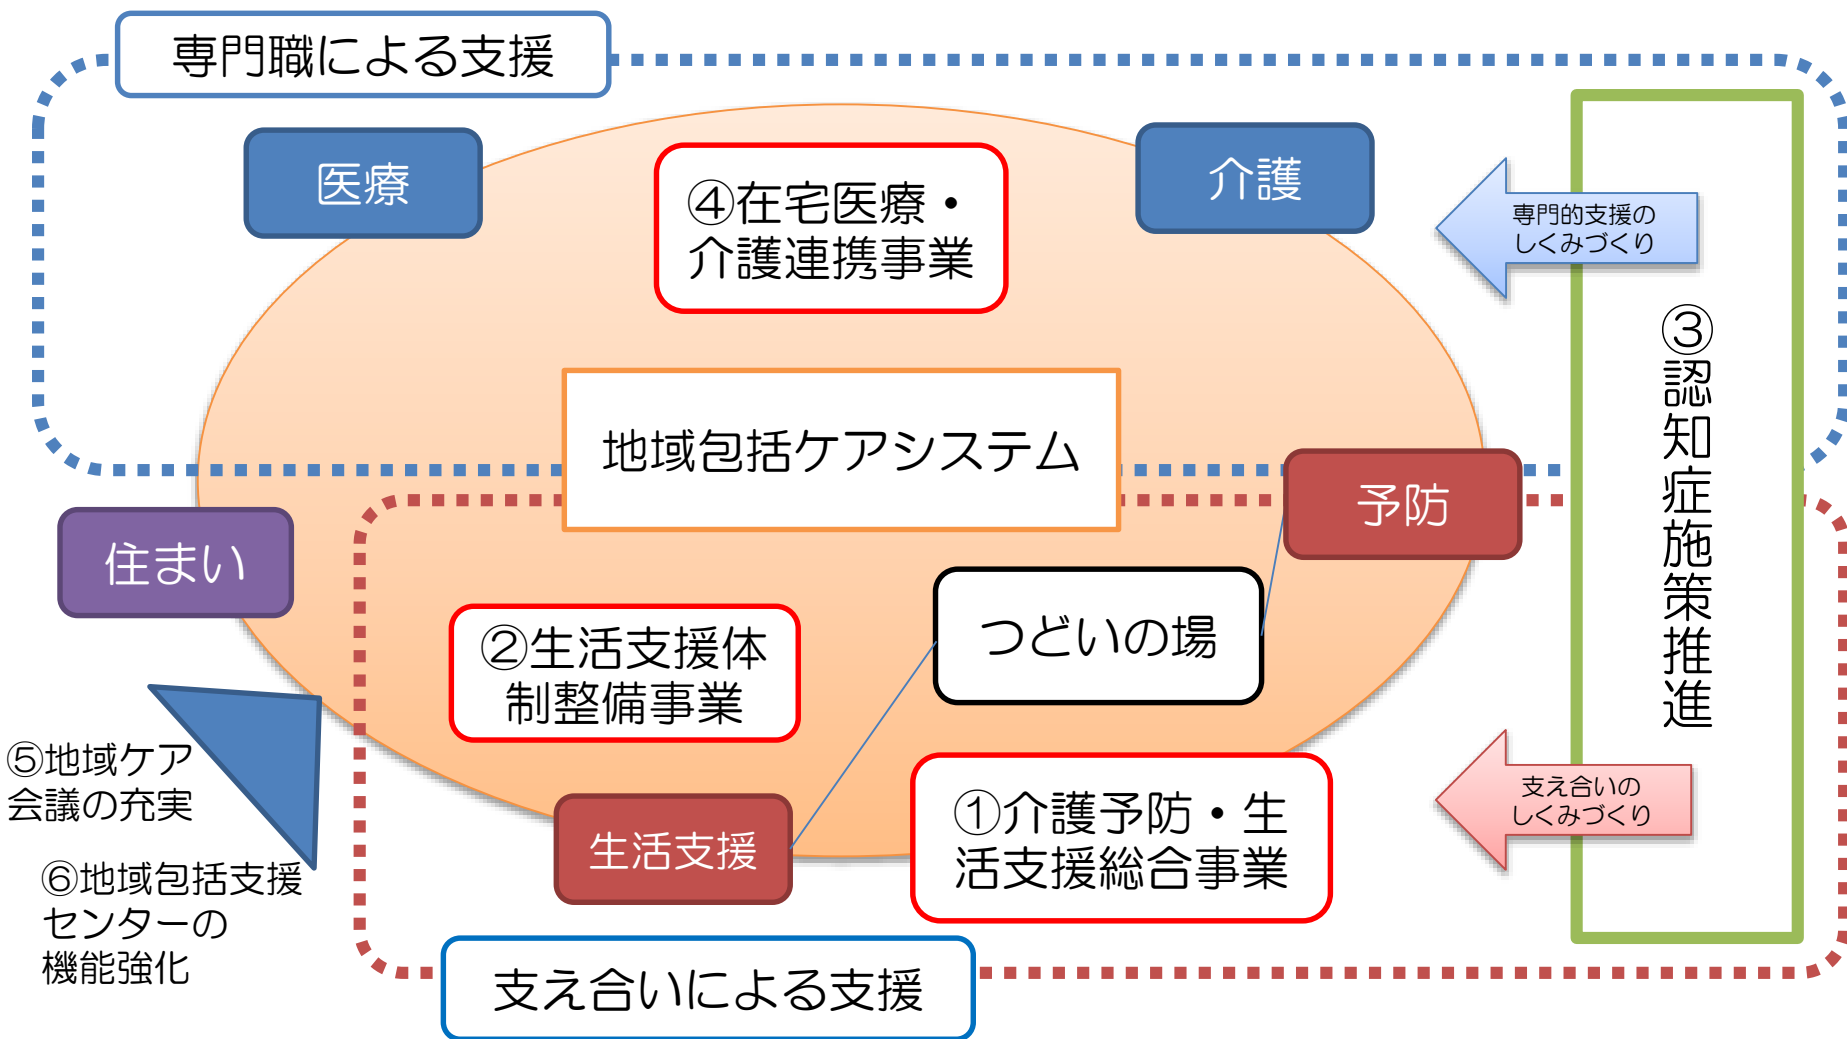 専門職による支援
医療
④在宅医療・
介護連携事業
介護
専門的支援の
しくみづくり
③認知症施策推進
地域包括ケアシステム
予防
住まい
つどいの場
②生活支援体
制整備事業
⑤地域ケア
会議の充実
支え合いの
しくみづくり
生活支援
①介護予防・生
活支援総合事業
⑥地域包括支援
センターの
機能強化
支え合いによる支援